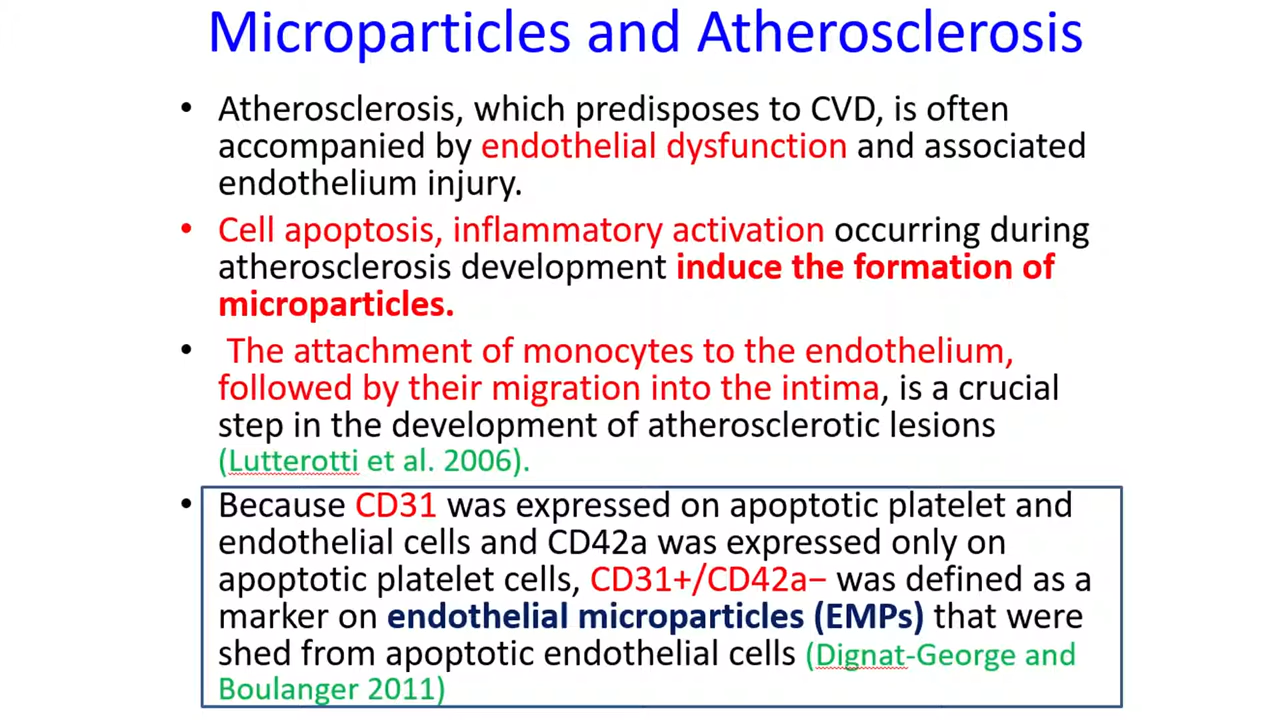 Microparticles and Atherosclerosis
• Atherosclerosis, which predisposes to CVD, is often
accompanied by endothelial dysfunction and associated
endothelium injury.
• Cell apoptosis, inflammatory activation occurring during
atherosclerosis development induce the formation of
microparticles.
• The attachment of monocytes to the endothelium,
followed by their migration into the intima, is a crucial
step in the development of atherosclerotic lesions
(Lutterotti et al. 2006).
• Because CD31 was expressed on apoptotic platelet and
endothelial cells and CD42a was expressed only on
apoptotic platelet cells, CD31+/CD42a− was defined as a
marker on endothelial microparticles (EMPs) that were
shed from apoptotic endothelial cells (Dignat-George and
Boulanger 2011)